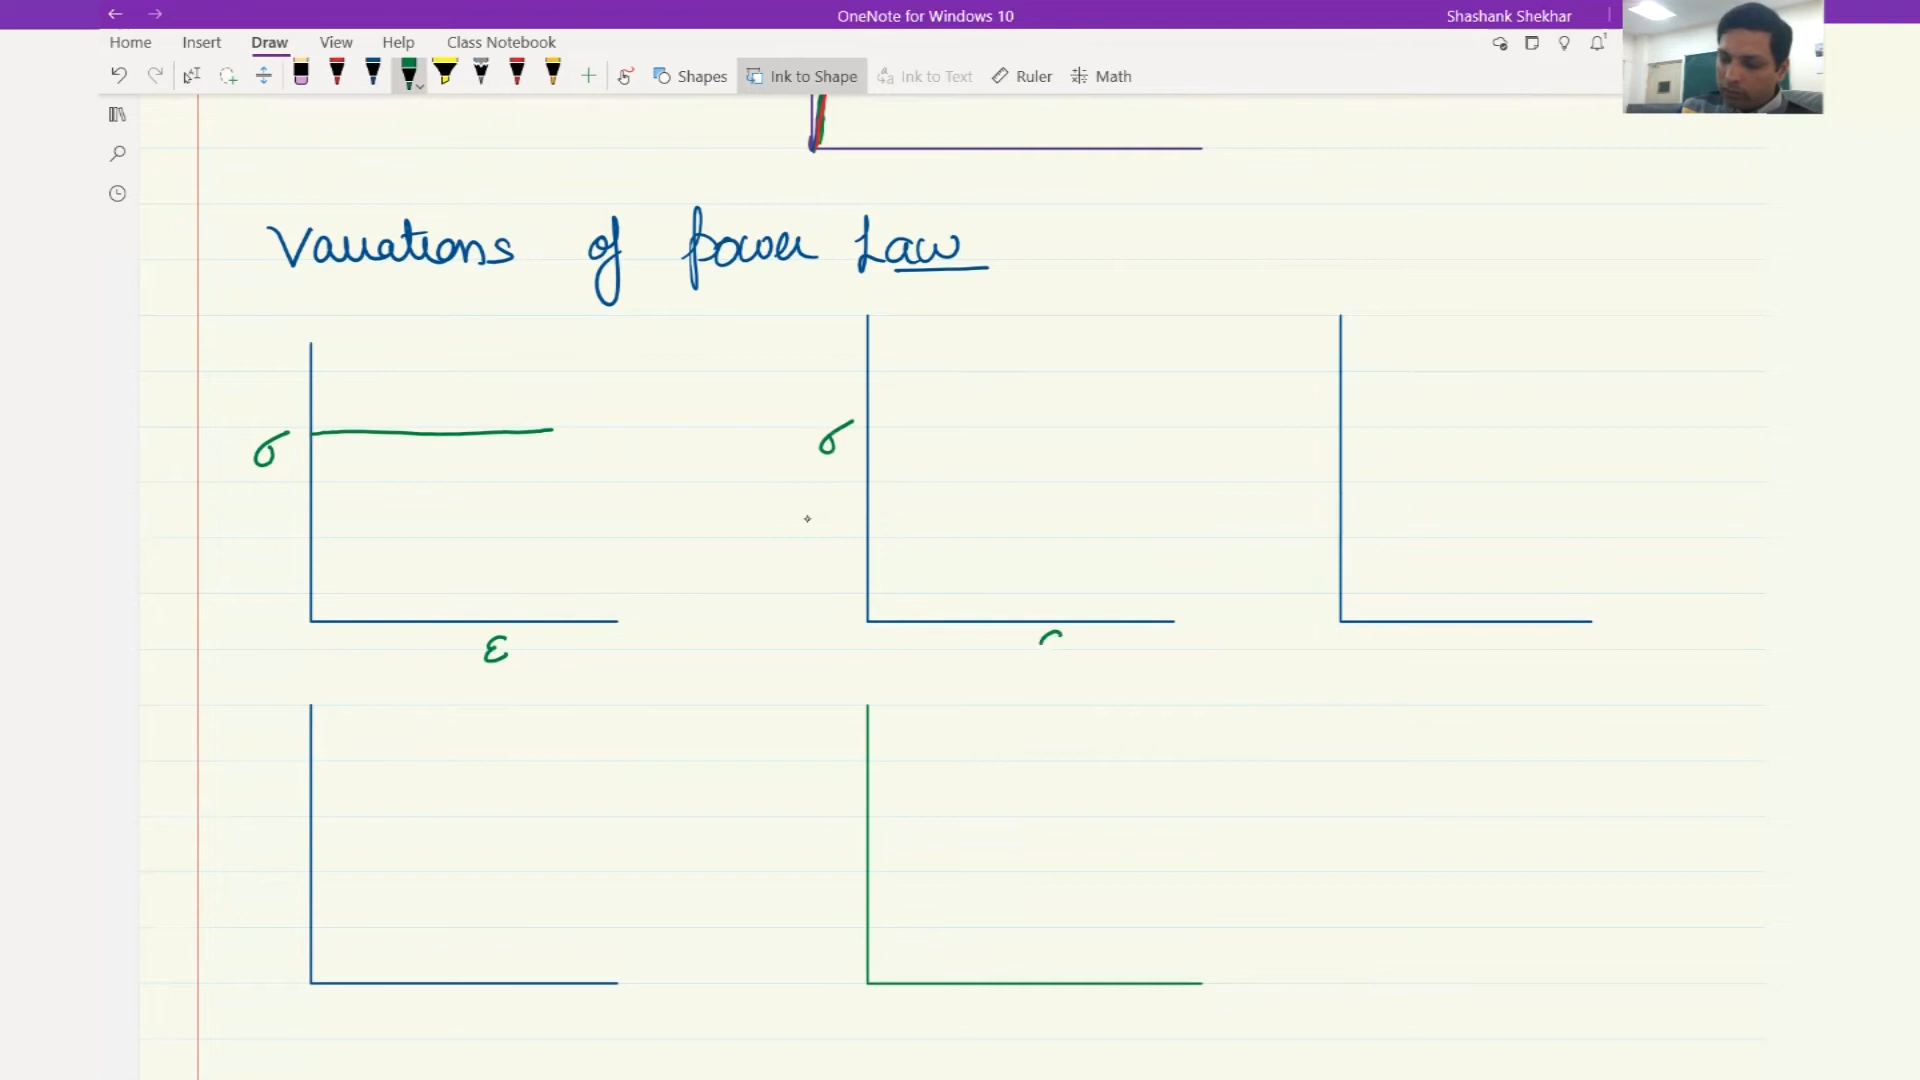 OneNote for Windows 10
Shashank Shekhar
Home Insert Draw View Help Class Notebook
Shapes Ink to Shape Ink to Text Ruler Math
Variations of power Law
σ σ
ε